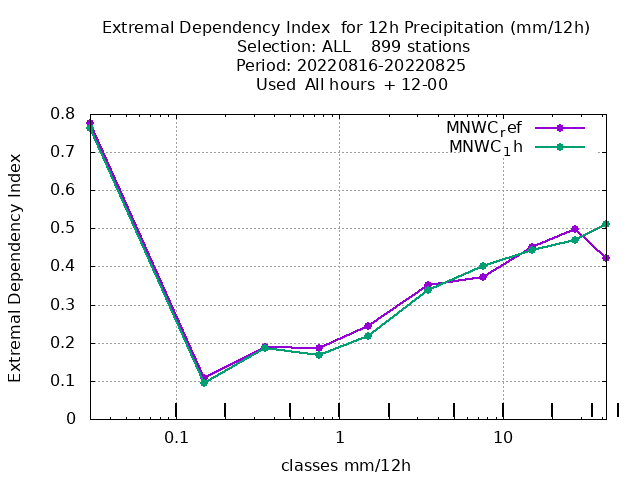 Extremal Dependency Index  for 12h Precipitation (mm/12h)
Selection: ALL    899 stations
Period: 20220816-20220825
Used  All hours  + 12-00
Extremal Dependency Index
0.8
0.7
0.6
0.5
0.4
0.3
0.2
0.1
0
MNWCref
MNWC1h
0.1 1 10
classes mm/12h